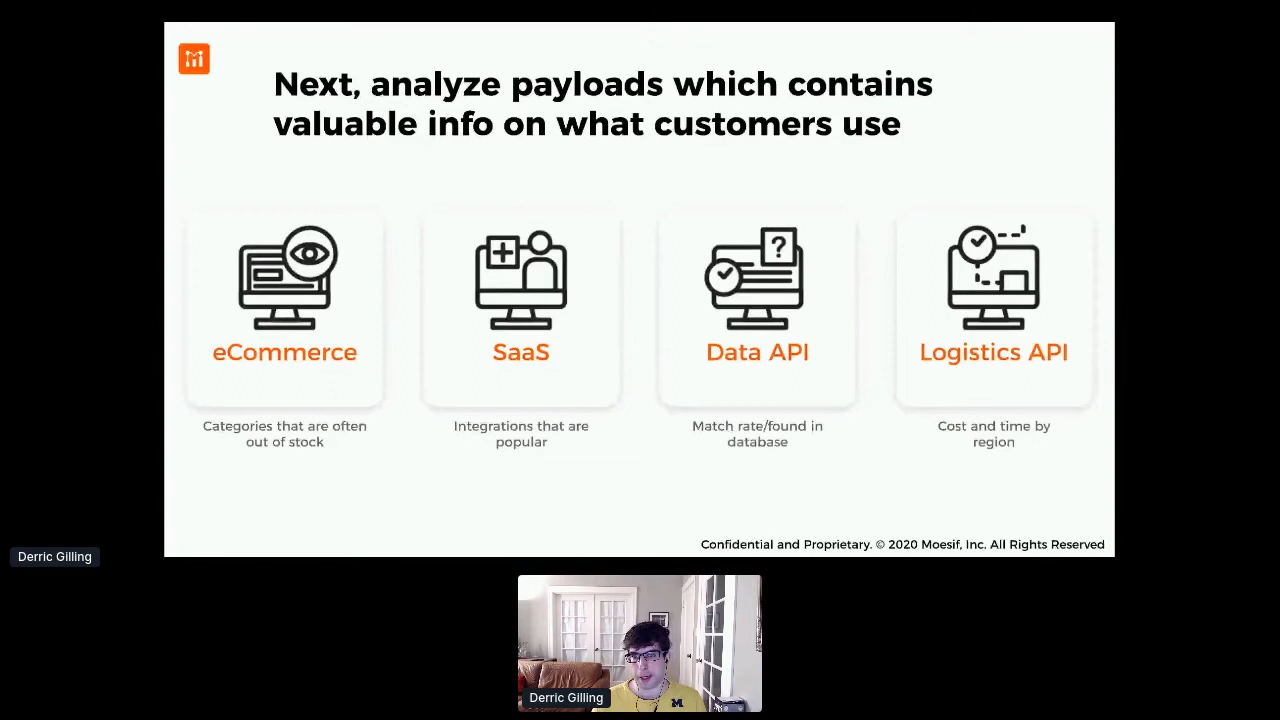 Next, analyze payloads which contains
valuable info on what customers use
?
eCommerce
SaaS
Data API
Logistics API
Categories that are often
out of stock
Integrations that are
popular
Match rate/found in
database
Cost and time by
region
Confidential and Proprietary. © 2020 Moesif, Inc. All Rights Reserved
Derric Gilling
Derric Gilling
M